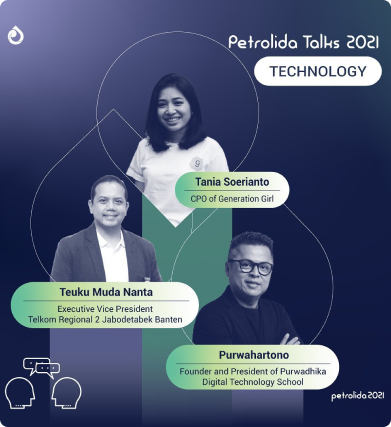 Petrolida Talks 2021
TECHNOLOGY
Tania Soerianto
CPO of Generation Girl
Teuku Muda Nanta
Executive Vice President
Telkom Regional 2 Jabodetabek Banten
Purwahartono
Founder and President of Purwadhika
Digital Technology School
petrolida2021